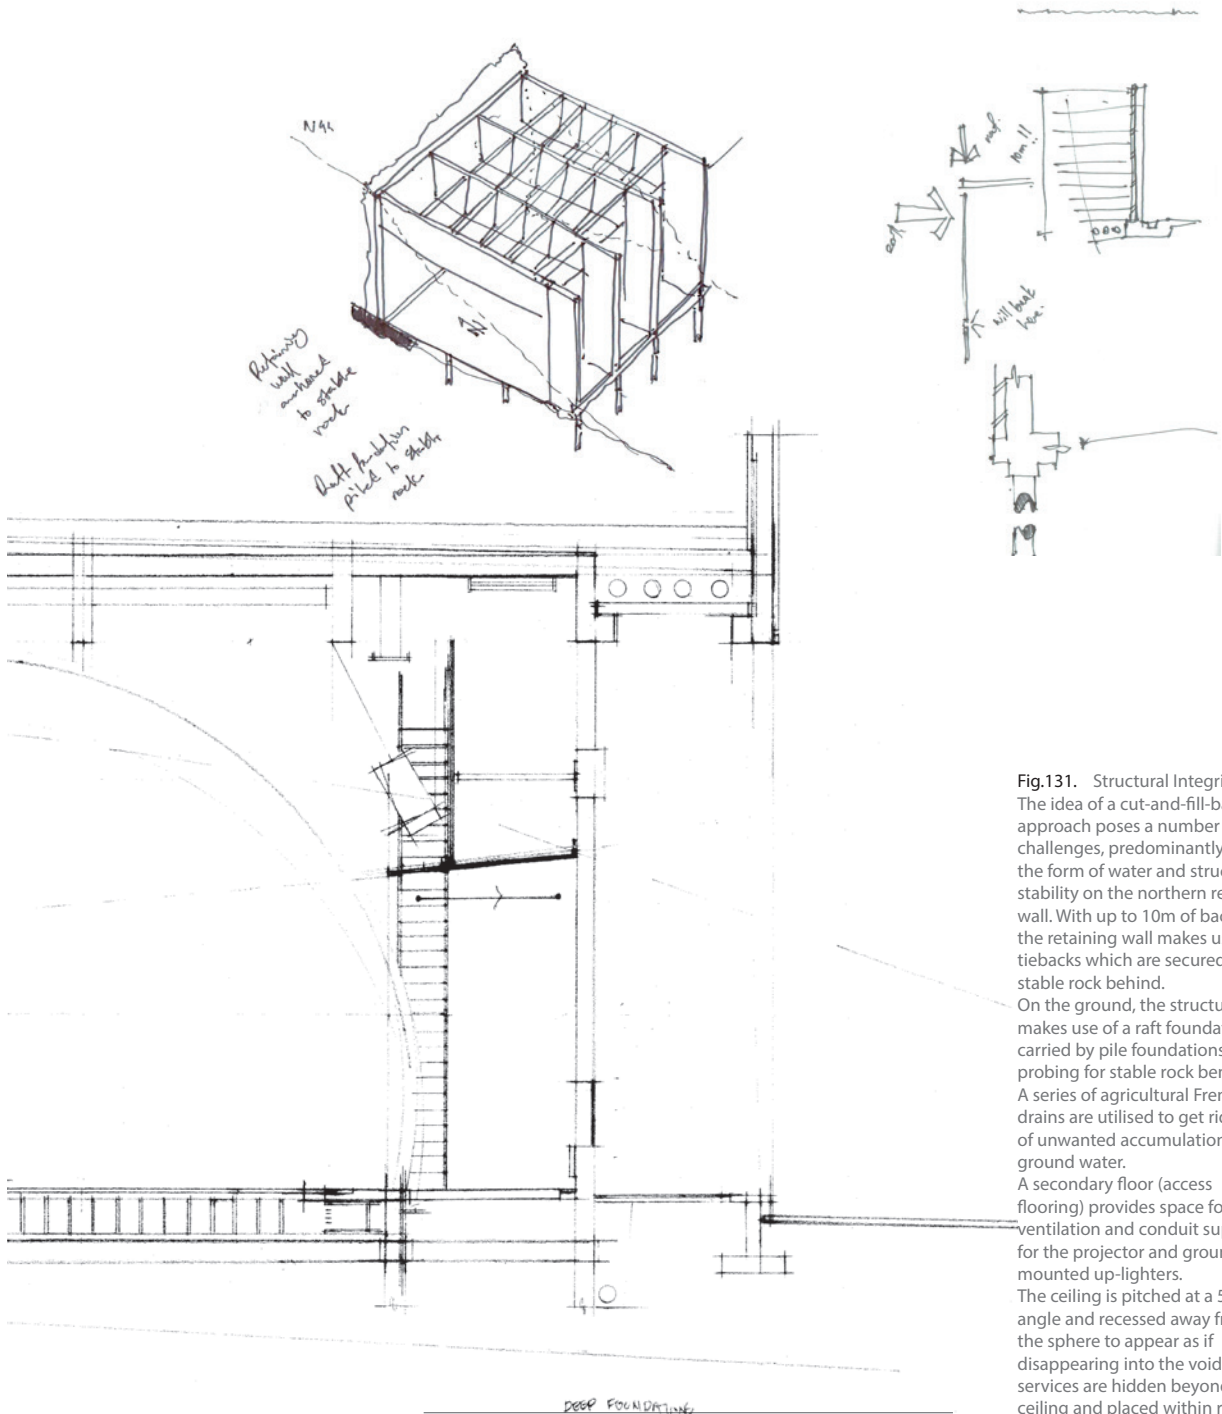 NGL
roof.
10m!!
will break
here.
Retaining
wall
anchored
to stable
rock
Raft foundation
piled to stable
rock
N
Fig.131. Structural Integri
The idea of a cut-and-fill-ba
approach poses a number
challenges, predominantly
the form of water and struc
stability on the northern re
wall. With up to 10m of bac
the retaining wall makes u
tiebacks which are secured
stable rock behind.
On the ground, the structu
makes use of a raft founda
carried by pile foundations
probing for stable rock ber
A series of agricultural Fren
drains are utilised to get ric
of unwanted accumulation
ground water.
A secondary floor (access
flooring) provides space fo
ventilation and conduit su
for the projector and groun
mounted up-lighters.
The ceiling is pitched at a 5
angle and recessed away fr
the sphere to appear as if
disappearing into the void
services are hidden beyond
ceiling and placed within r
DEEP FOUNDATIONS